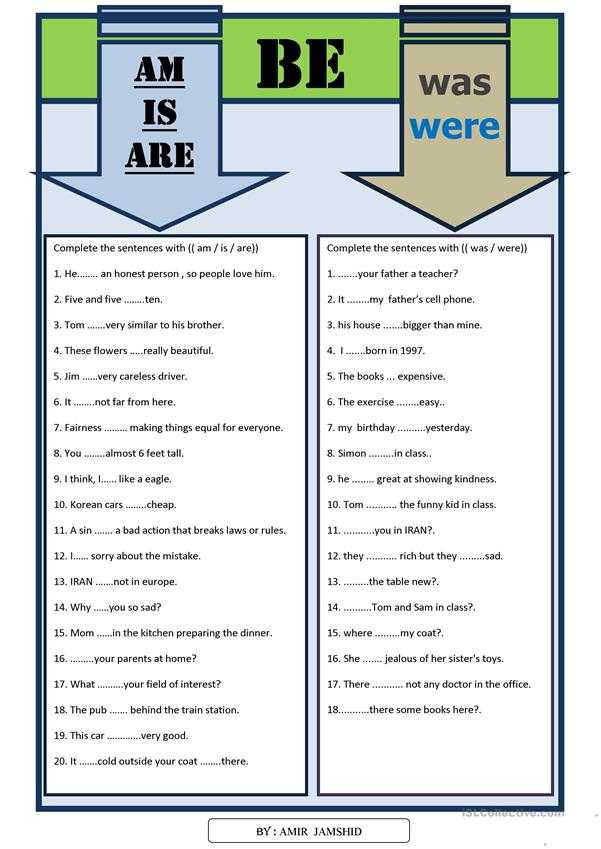 AM
IS
ARE
BE
was
were
Complete the sentences with (( am / is / are))
1. He........ an honest person , so people love him.
2. Five and five ........ten.
3. Tom .......very similar to his brother.
4. These flowers .....really beautiful.
5. Jim ......very careless driver.
6. It ........not far from here.
7. Fairness ......... making things equal for everyone.
8. You ........almost 6 feet tall.
9. I think, I...... like a eagle.
10. Korean cars ........cheap.
11. A sin ....... a bad action that breaks laws or rules.
12. I...... sorry about the mistake.
13. IRAN .......not in europe.
14. Why ......you so sad?
15. Mom ......in the kitchen preparing the dinner.
16. .........your parents at home?
17. What ..........your field of interest?
18. The pub ....... behind the train station.
19. This car .............very good.
20. It .......cold outside your coat ........there.
Complete the sentences with (( was / were))
1. .......your father a teacher?
2. It ........my father's cell phone.
3. his house .......bigger than mine.
4. I .......born in 1997.
5. The books ... expensive.
6. The exercise ........easy..
7. my birthday ..........yesterday.
8. Simon .........in class..
9. he ........ great at showing kindness.
10. Tom ........... the funny kid in class.
11. ...........you in IRAN?.
12. they ........... rich but they .........sad.
13. .........the table new?.
14. ..........Tom and Sam in class?.
15. where .........my coat?.
16. She ....... jealous of her sister's toys.
17. There ........... not any doctor in the office.
18...........there some books here?.
iSLCollective.com
BY : AMIR JAMSHID